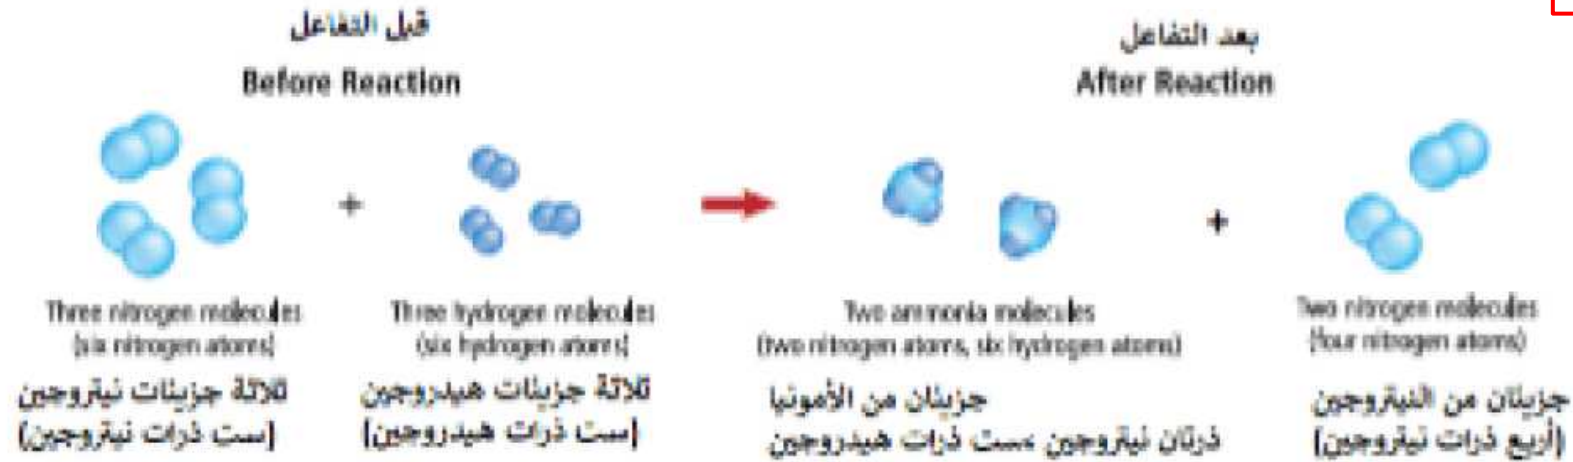 قبل التفاعل
Before Reaction
بعد التفاعل
After Reaction
+
+
Three nitrogen molecules
(six nitrogen atoms)
ثلاثة جزيئات نيتروجين
(ست ذرات نيتروجين)
Three hydrogen molecules
(six hydrogen atoms)
ثلاثة جزيئات هيدروجين
(ست ذرات هيدروجين)
Two ammonia molecules
(two nitrogen atoms, six hydrogen atoms)
جزيئان من الأمونيا
ذرتان نيتروجين ،ست ذرات هيدروجين
Two nitrogen molecules
(four nitrogen atoms)
جزيئان من النيتروجين
(أربع ذرات نيتروجين)